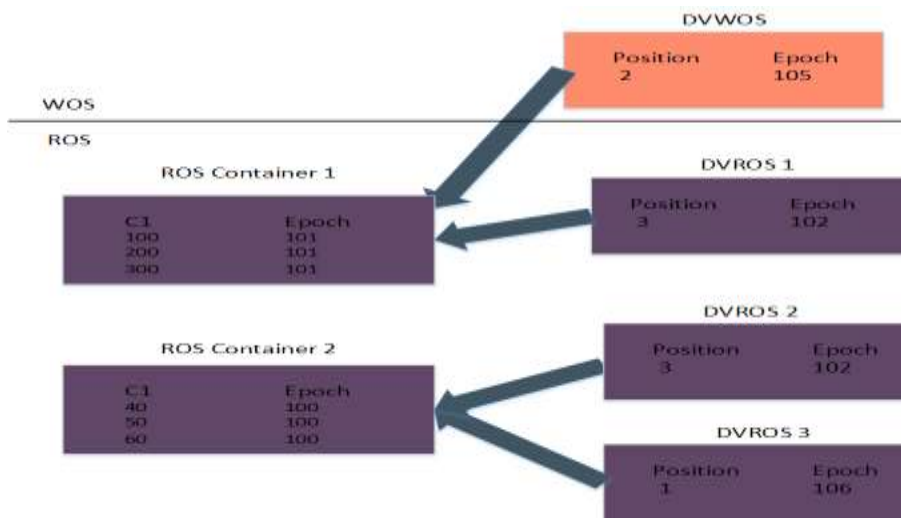 DVWOS
Position Epoch
2 105
WOS
ROS
ROS Container 1
C1 Epoch
100 101
200 101
300 101
DVROS 1
Position Epoch
3 102
ROS Container 2
C1 Epoch
40 100
50 100
60 100
DVROS 2
Position Epoch
3 102
DVROS 3
Position Epoch
1 106